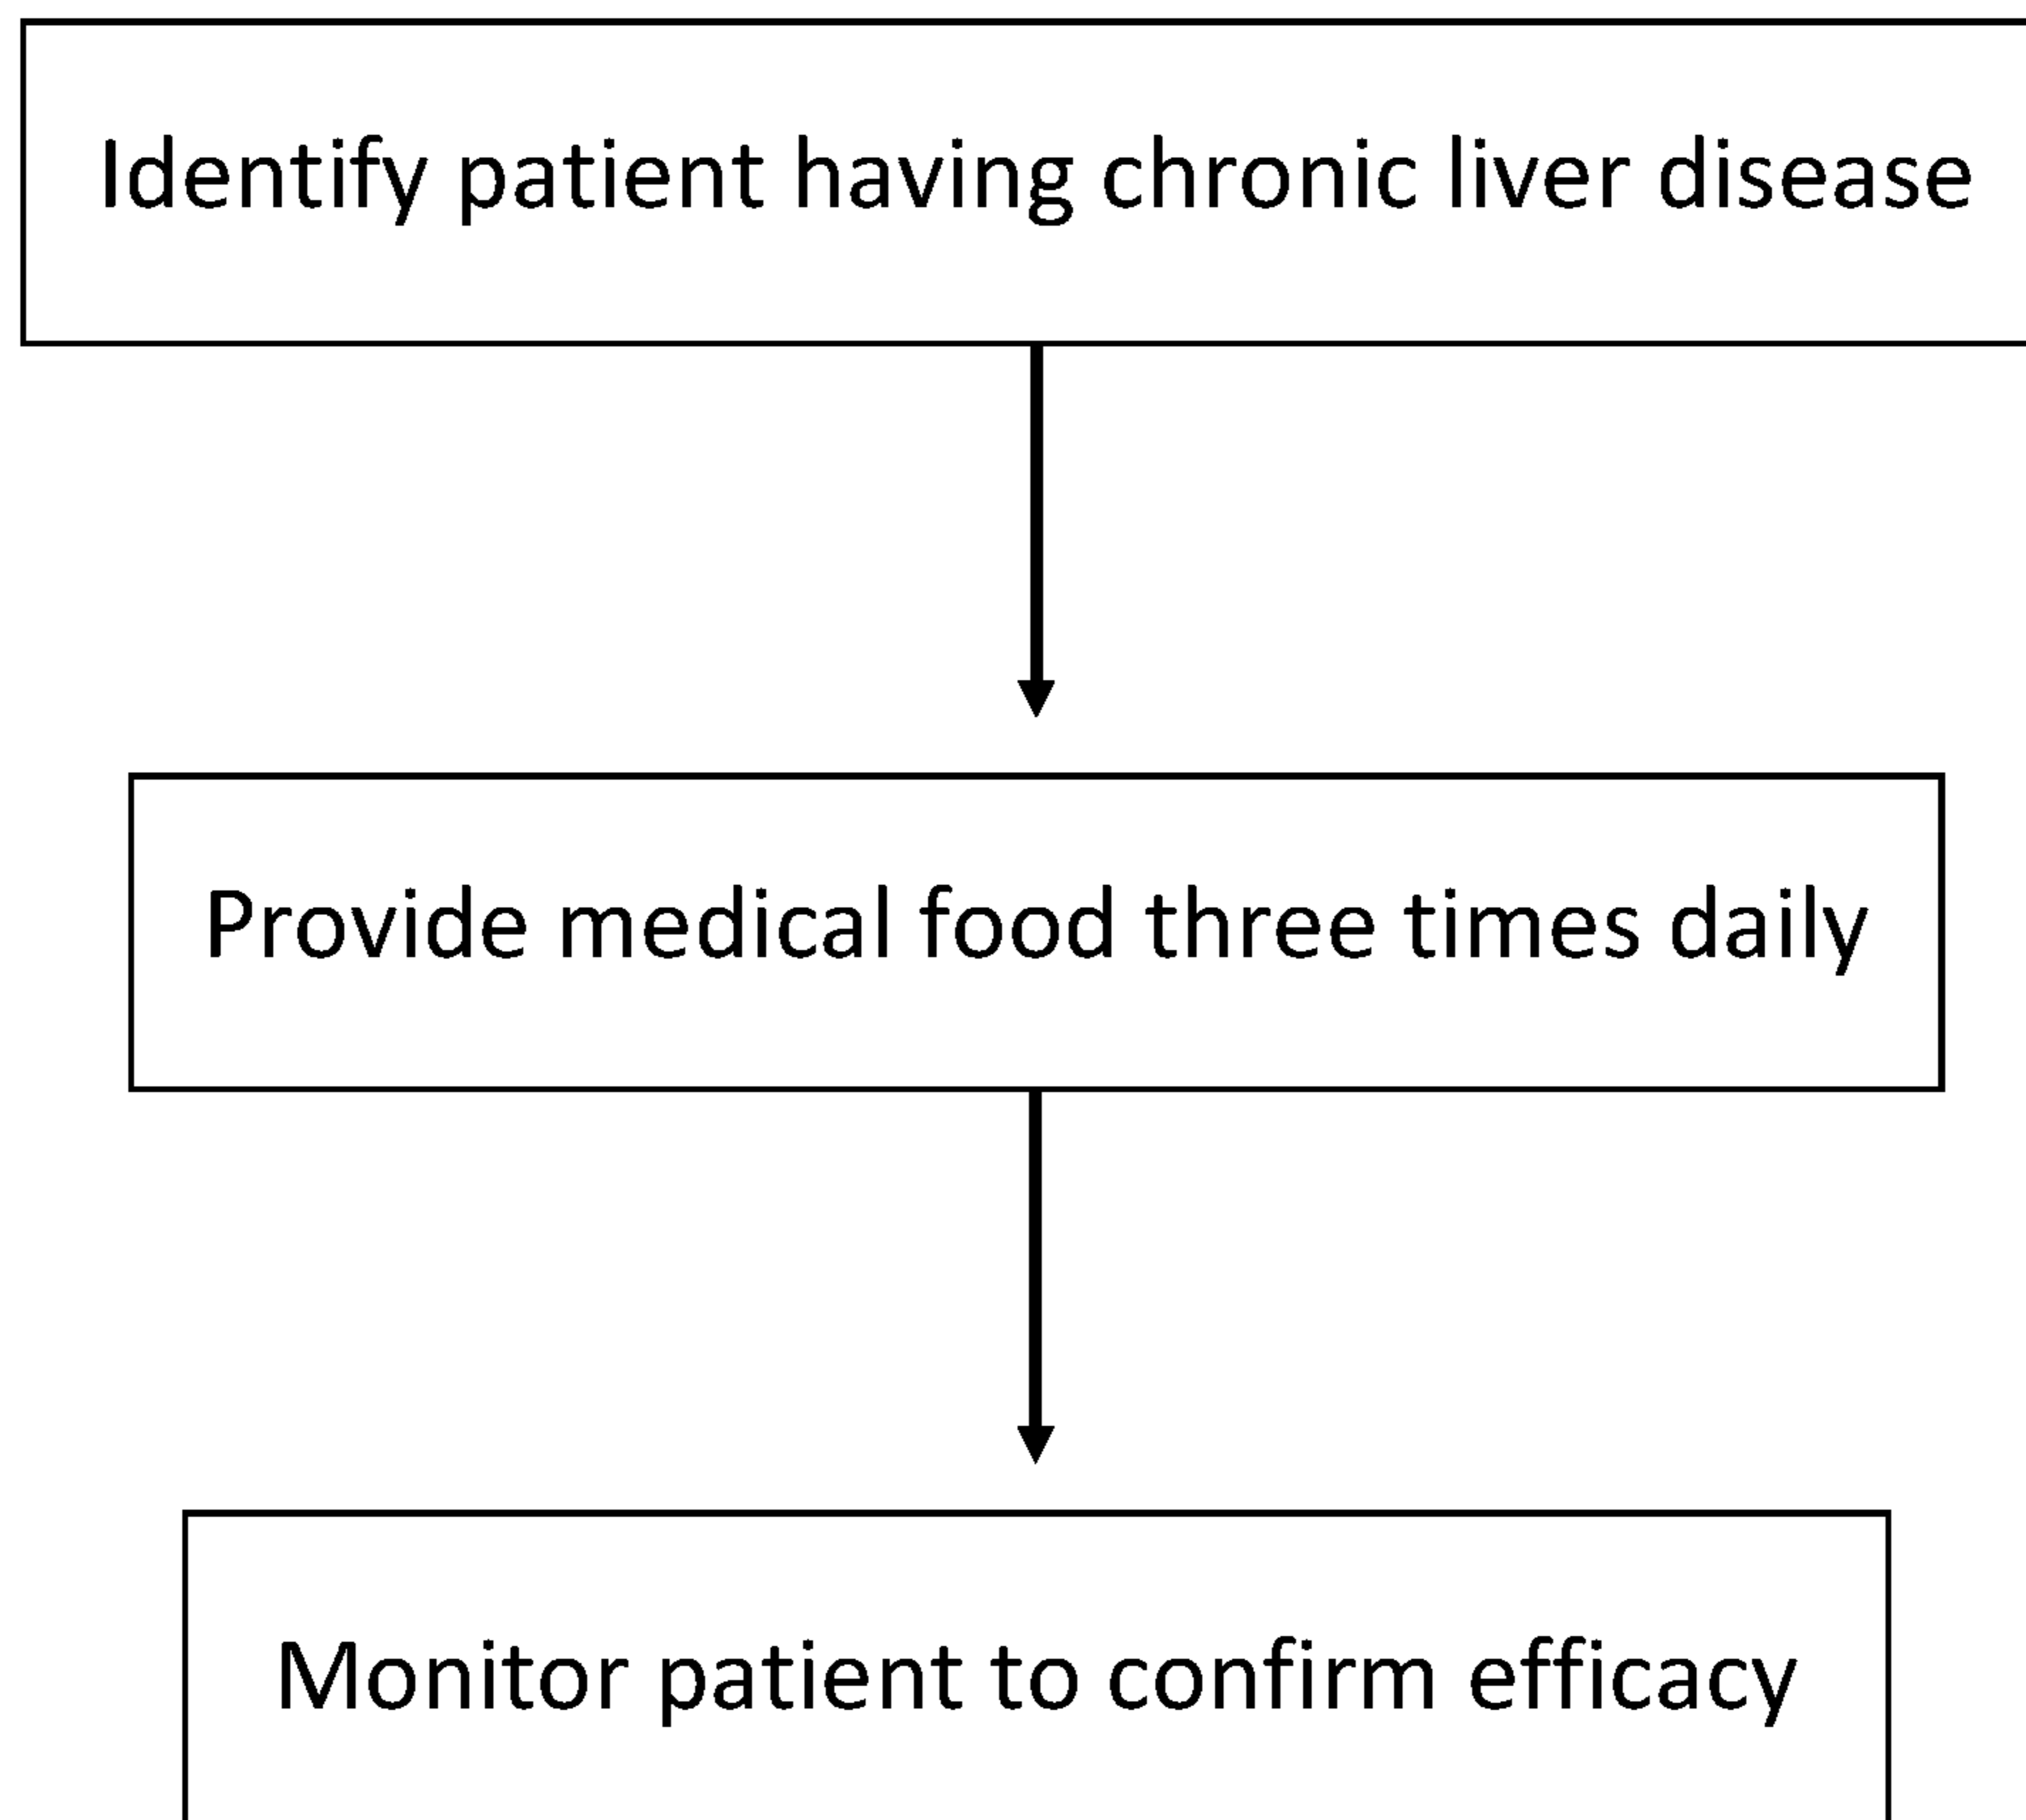 Identify patient having chronic liver disease
Provide medical food three times daily
Monitor patient to confirm efficacy